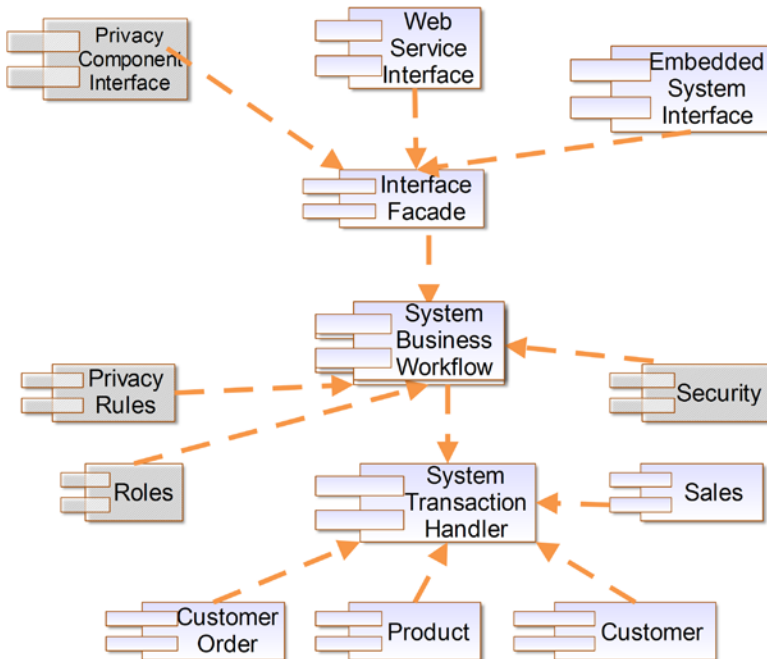 Privacy
Component
Interface
Web
Service
Interface
Embedded
System
Interface
Interface
Facade
System
Business
Workflow
Privacy
Rules
Security
Roles
System
Transaction
Handler
Sales
Customer
Order
Product
Customer